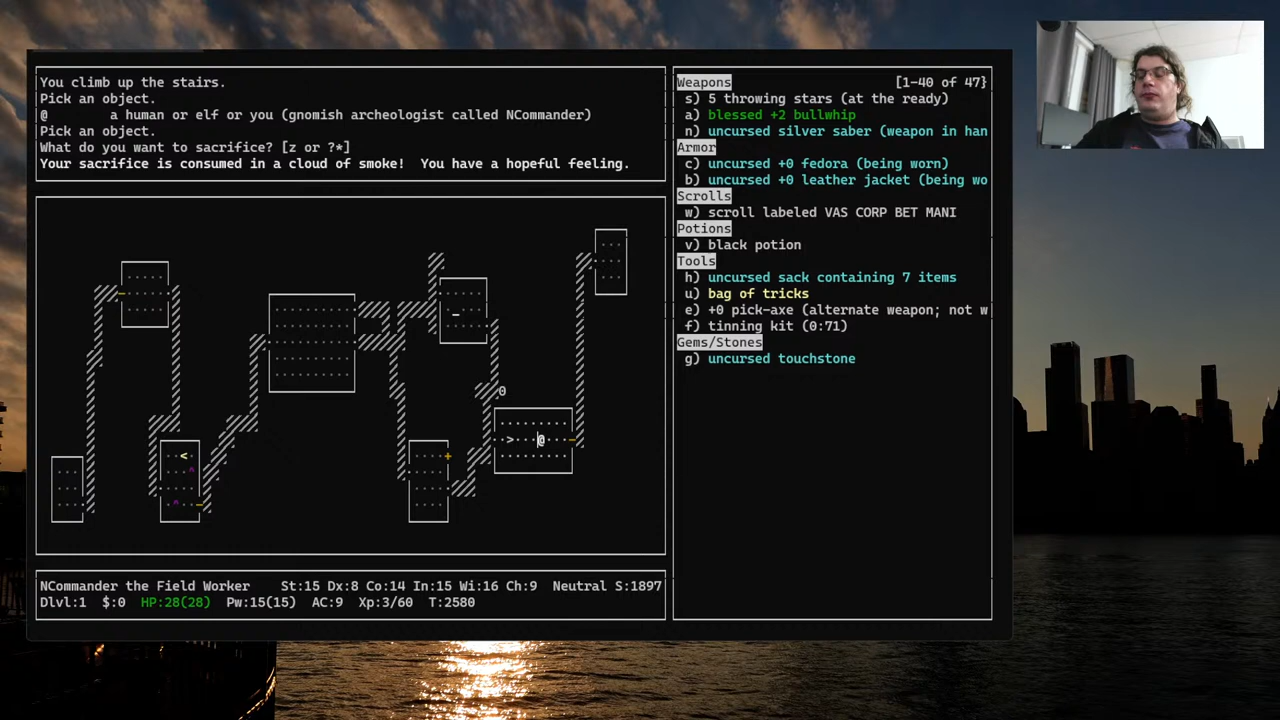 You climb up the stairs.
Pick an object.
@ a human or elf or you (gnomish archeologist called NCommander)
Pick an object.
What do you want to sacrifice? [z or ?*]
Your sacrifice is consumed in a cloud of smoke! You have a hopeful feeling.
Weapons [1-40 of 47}
s) 5 throwing stars (at the ready)
a) blessed +2 bullwhip
n) uncursed silver saber (weapon in han
Armor
c) uncursed +0 fedora (being worn)
b) uncursed +0 leather jacket (being wo
Scrolls
w) scroll labeled VAS CORP BET MANI
Potions
v) black potion
Tools
h) uncursed sack containing 7 items
u) bag of tricks
e) +0 pick-axe (alternate weapon; not w
f) tinning kit (0:71)
Gems/Stones
g) uncursed touchstone
NCommander the Field Worker St:15 Dx:8 Co:14 In:15 Wi:16 Ch:9 Neutral S:1897
Dlvl:1 $:0 HP:28(28) Pw:15(15) AC:9 Xp:3/60 T:2580